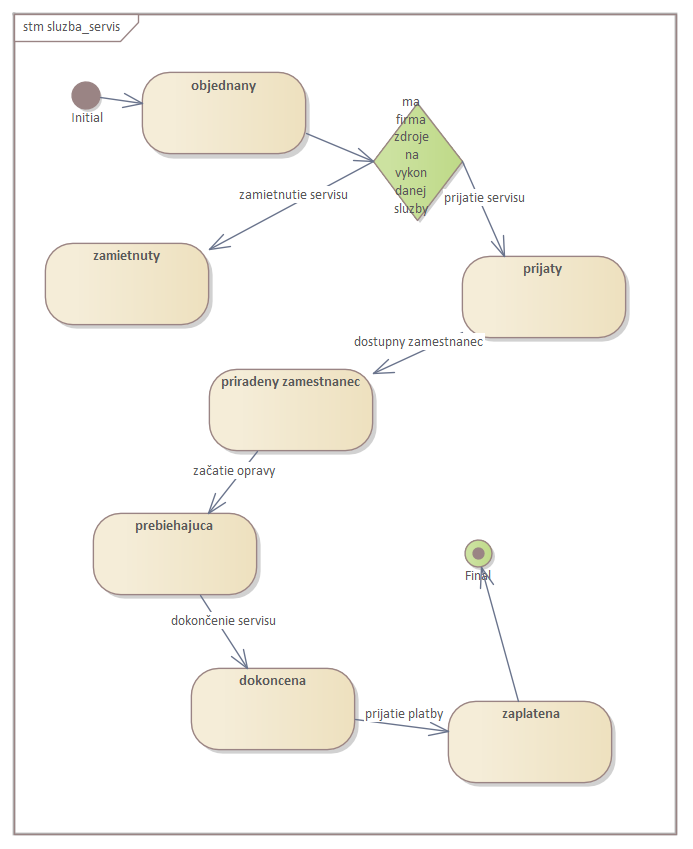 stm sluzba_servis
objednany
Initial
ma
firma
zdroje
na
vykon
danej
sluzby
zamietnutie servisu
prijatie servisu
zamietnuty
prijaty
dostupny zamestnanec
priradeny zamestnanec
začatie opravy
prebiehajuca
Final
dokončenie servisu
dokoncena
prijatie platby
zaplatena